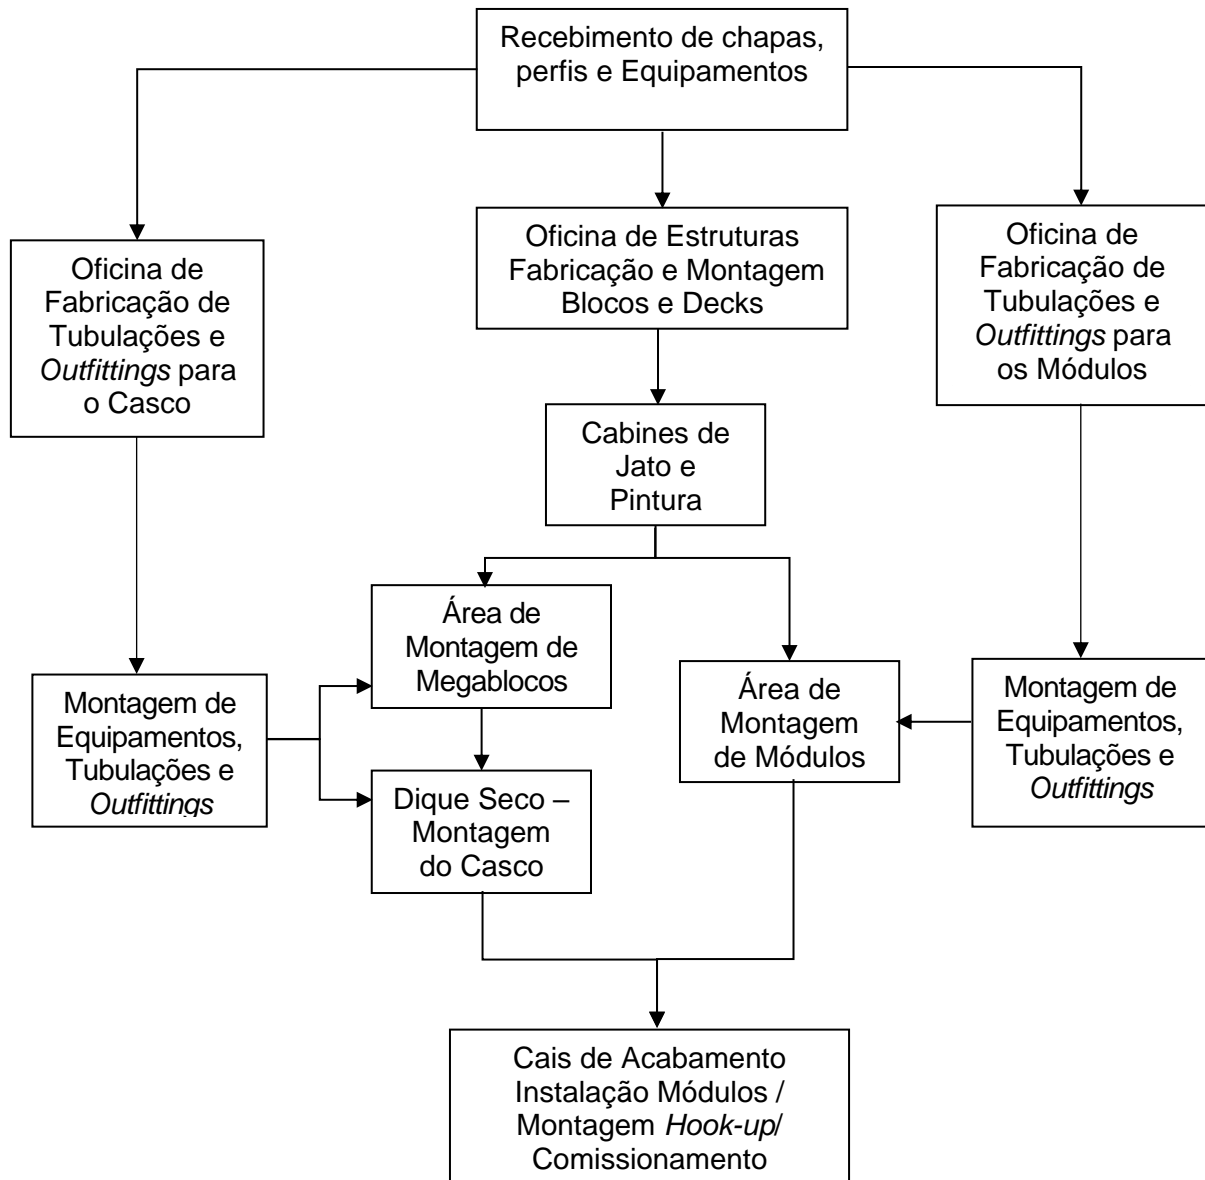 Recebimento de chapas,
perfis e Equipamentos
Oficina de
Fabricação de
Tubulações e
Outfittings para
o Casco
Oficina de Estruturas
Fabricação e Montagem
Blocos e Decks
Oficina de
Fabricação de
Tubulações e
Outfittings para
os Módulos
Cabines de
Jato e
Pintura
Área de
Montagem de
Megablocos
Montagem de
Equipamentos,
Tubulações e
Outfittings
Dique Seco –
Montagem
do Casco
Área de
Montagem
de Módulos
Montagem de
Equipamentos,
Tubulações e
Outfittings
Cais de Acabamento
Instalação Módulos /
Montagem Hook-up/
Comissionamento